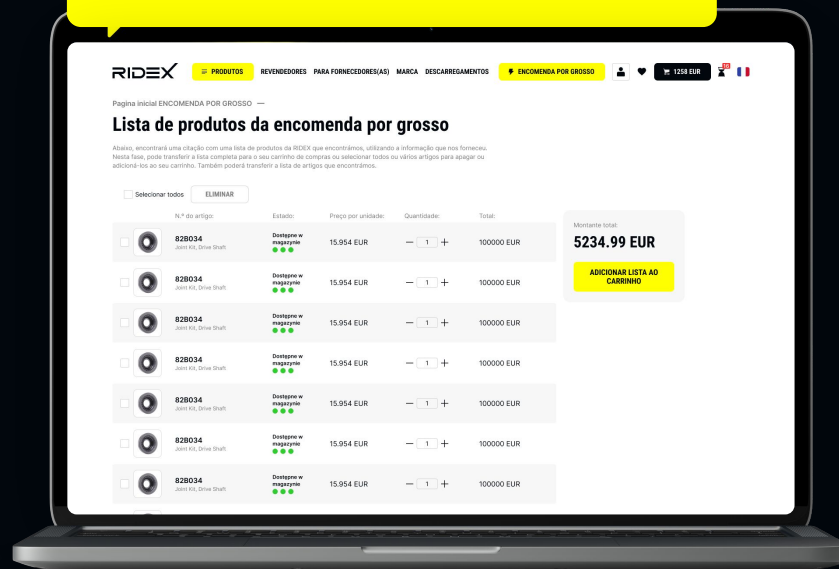 RIDEX
PRODUTOS REVENDEDORES PARA FORNECEDORES(AS) MARCA DESCARREGAMENTOS ENCOMENDA POR GROSSO 1258 EUR
Pagina inicial ENCOMENDA POR GROSSO —
Lista de produtos da encomenda por grosso
Abaixo, encontrará uma citação com uma lista de produtos da RIDEX que encontrámos, utilizando a informação que nos forneceu.
Nesta fase, pode transferir a lista completa para o seu carrinho de compras ou selecionar todos ou vários artigos para apagar ou
adicioná-los ao seu carrinho. Também poderá transferir a lista de artigos que encontrámos.
Selecionar todos ELIMINAR
N.º do artigo: Estado: Preço por unidade: Quantidade: Total:
82B034
Joint Kit, Drive Shaft
Dostępne w
magazynie
15.954 EUR — 1 + 100000 EUR
82B034
Joint Kit, Drive Shaft
Dostępne w
magazynie
15.954 EUR — 1 + 100000 EUR
82B034
Joint Kit, Drive Shaft
Dostępne w
magazynie
15.954 EUR — 1 + 100000 EUR
82B034
Joint Kit, Drive Shaft
Dostępne w
magazynie
15.954 EUR — 1 + 100000 EUR
82B034
Joint Kit, Drive Shaft
Dostępne w
magazynie
15.954 EUR — 1 + 100000 EUR
82B034
Joint Kit, Drive Shaft
Dostępne w
magazynie
15.954 EUR — 1 + 100000 EUR
82B034
Joint Kit, Drive Shaft
Dostępne w
magazynie
15.954 EUR — 1 + 100000 EUR
Montante total:
5234.99 EUR
ADICIONAR LISTA AO
CARRINHO